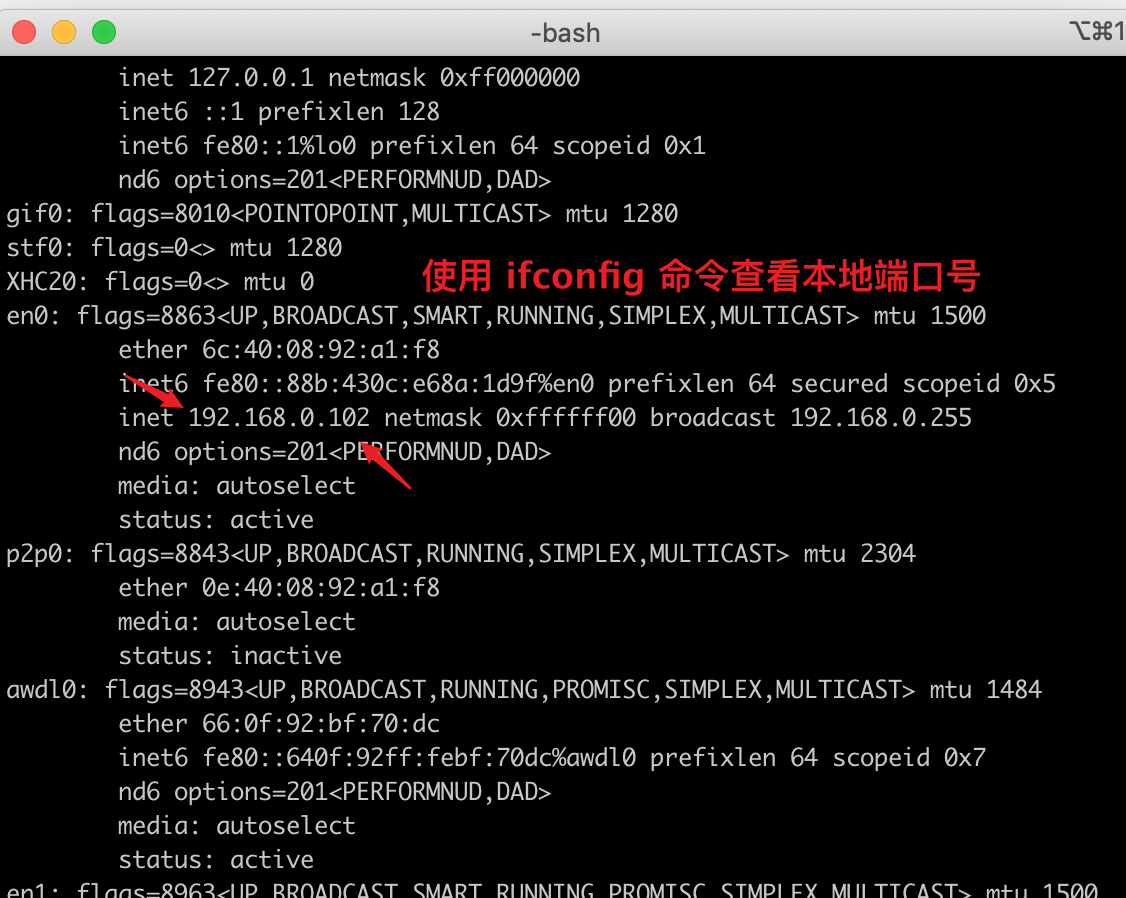 -bash
⌥⌘1
inet 127.0.0.1 netmask 0xff000000
inet6 ::1 prefixlen 128
inet6 fe80::1%lo0 prefixlen 64 scopeid 0x1
nd6 options=201<PERFORMNUD,DAD>
gif0: flags=8010<POINTOPOINT,MULTICAST> mtu 1280
stf0: flags=0<> mtu 1280
XHC20: flags=0<> mtu 0
使用 ifconfig 命令查看本地端口号
en0: flags=8863<UP,BROADCAST,SMART,RUNNING,SIMPLEX,MULTICAST> mtu 1500
ether 6c:40:08:92:a1:f8
inet6 fe80::88b:430c:e68a:1d9f%en0 prefixlen 64 secured scopeid 0x5
inet 192.168.0.102 netmask 0xffffff00 broadcast 192.168.0.255
nd6 options=201<PERFORMNUD,DAD>
media: autoselect
status: active
p2p0: flags=8843<UP,BROADCAST,RUNNING,SIMPLEX,MULTICAST> mtu 2304
ether 0e:40:08:92:a1:f8
media: autoselect
status: inactive
awdl0: flags=8943<UP,BROADCAST,RUNNING,PROMISC,SIMPLEX,MULTICAST> mtu 1484
ether 66:0f:92:bf:70:dc
inet6 fe80::640f:92ff:febf:70dc%awdl0 prefixlen 64 scopeid 0x7
nd6 options=201<PERFORMNUD,DAD>
media: autoselect
status: active
en1: flags=8963<UP,BROADCAST,SMART,RUNNING,PROMISC,SIMPLEX,MULTICAST> mtu 1500